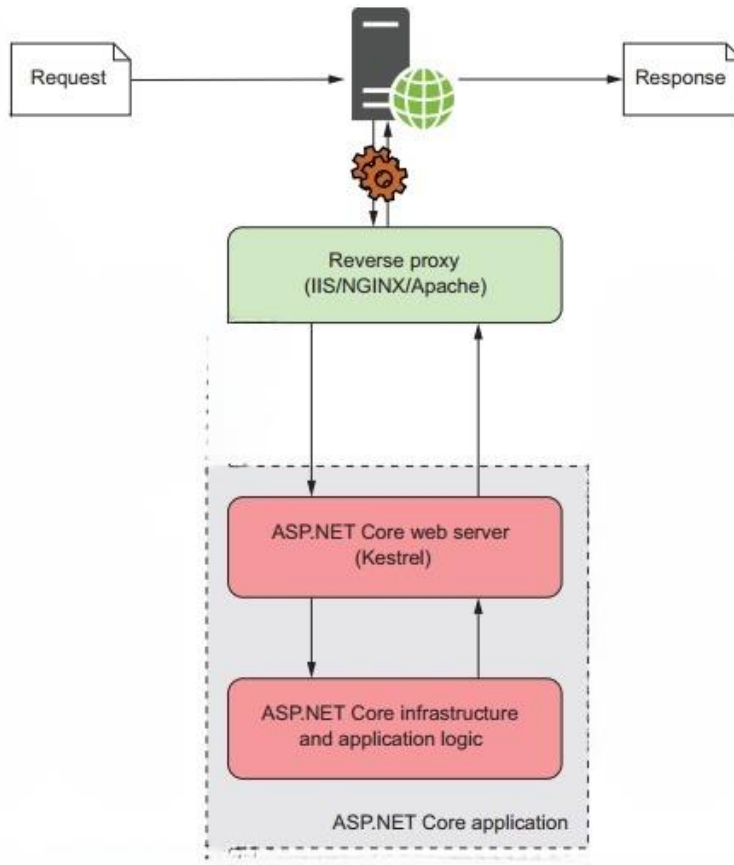 Request
Response
Reverse proxy
(IIS/NGINX/Apache)
ASP.NET Core web server
(Kestrel)
ASP.NET Core infrastructure
and application logic
ASP.NET Core application